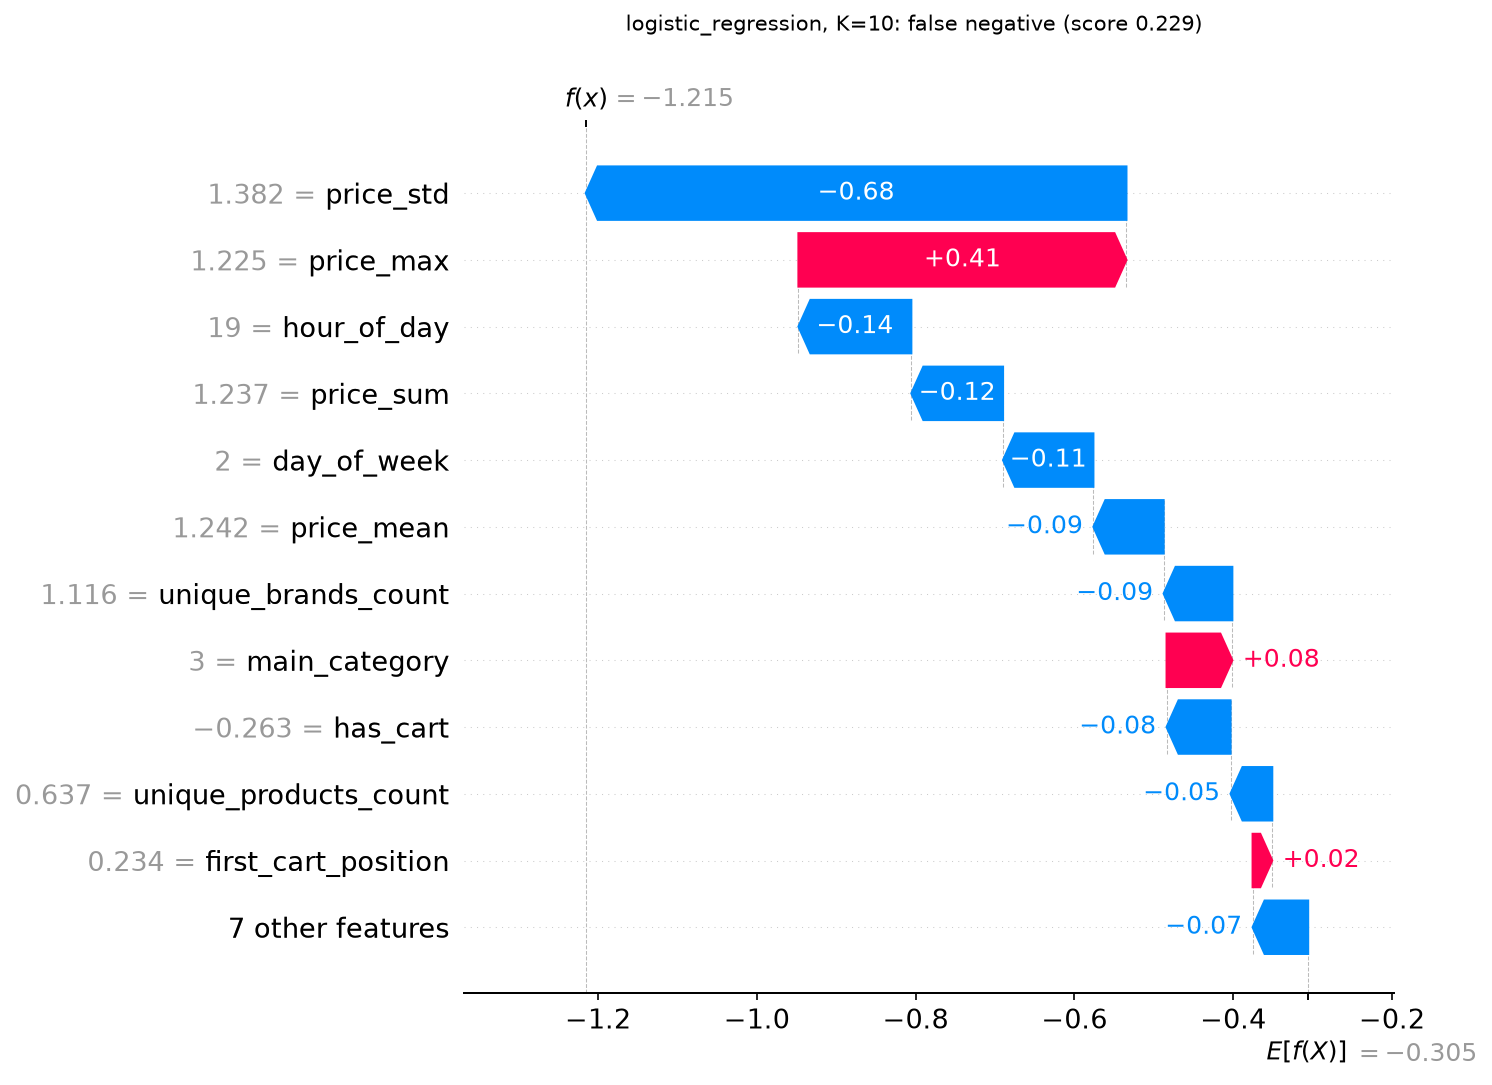 logistic_regression, K=10: false negative (score 0.229)
f(x) = −1.215
1.382 = price_std −0.68
1.225 = price_max +0.41
19 = hour_of_day −0.14
1.237 = price_sum −0.12
2 = day_of_week −0.11
1.242 = price_mean −0.09
1.116 = unique_brands_count −0.09
3 = main_category +0.08
−0.263 = has_cart −0.08
0.637 = unique_products_count −0.05
0.234 = first_cart_position +0.02
7 other features −0.07
−1.2 −1.0 −0.8 −0.6 −0.4 −0.2
E[f(X)] = −0.305